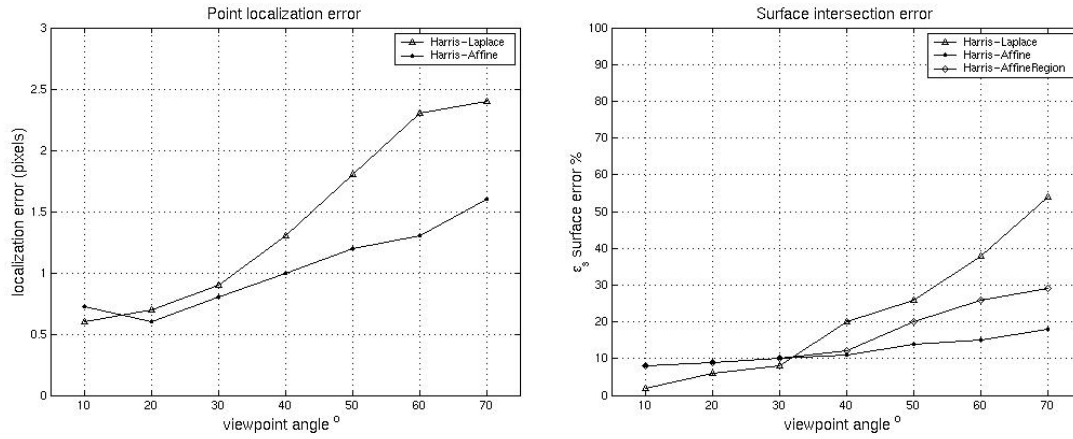 Point localization error
3
2.5
2
1.5
1
0.5
0
10 20 30 40 50 60 70
localization error (pixels)
viewpoint angle °
Harris-Laplace
Harris-Affine
Surface intersection error
100
90
80
70
60
50
40
30
20
10
0
10 20 30 40 50 60 70
εs surface error %
viewpoint angle °
Harris-Laplace
Harris-Affine
Harris-AffineRegion